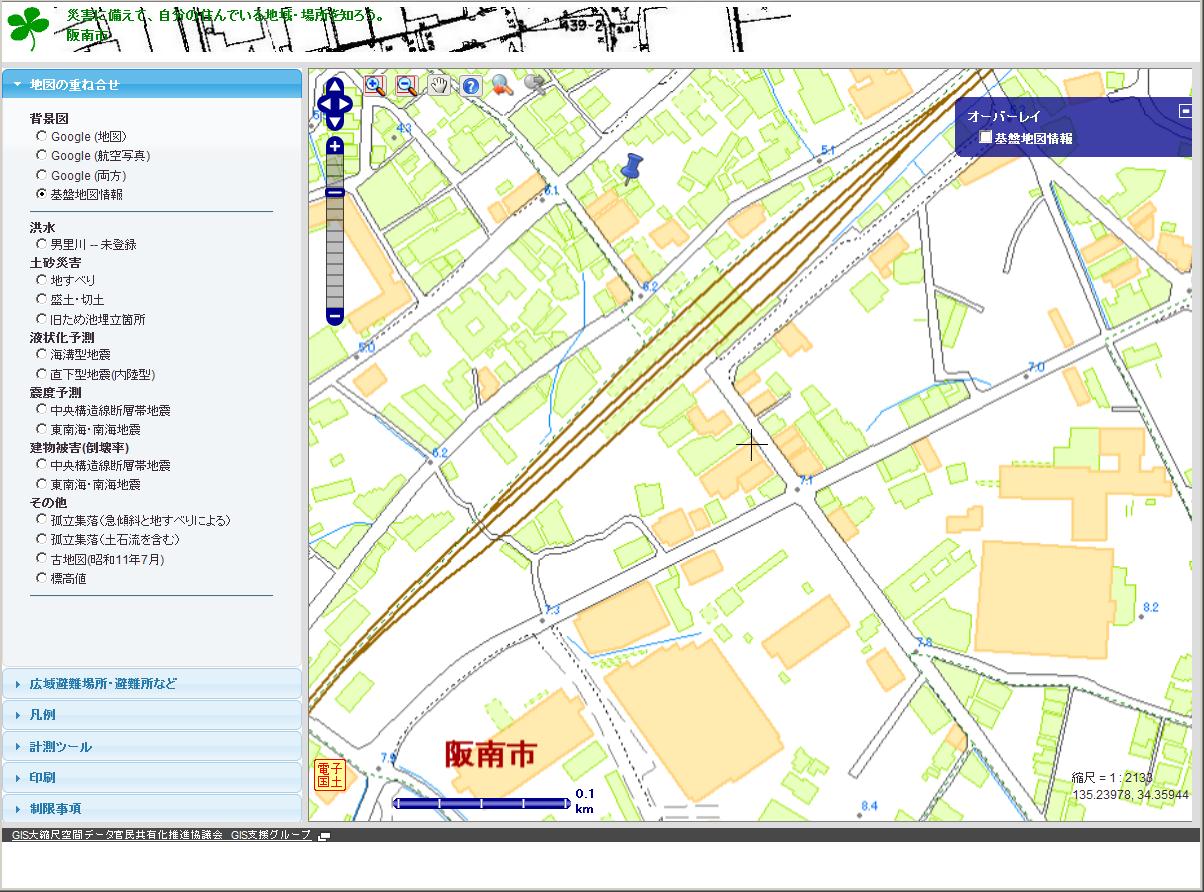 災害に備えて、自分の住んでいる地域・場所を知ろう。
阪南市
439-2
地図の重ね合せ
背景図
Google (地図)
Google (航空写真)
Google (両方)
基盤地図情報
洪水
男里川 -- 未登録
土砂災害
地すべり
盛土・切土
旧ため池埋立箇所
液状化予測
海溝型地震
直下型地震(内陸型)
震度予測
中央構造線断層帯地震
東南海・南海地震
建物被害(倒壊率)
中央構造線断層帯地震
東南海・南海地震
その他
孤立集落(急傾斜と地すべりによる)
孤立集落(土石流を含む)
古地図(昭和11年7月)
標高値
広域避難場所・避難所など
凡例
計測ツール
印刷
制限事項
オーバーレイ
基盤地図情報
4.3
5.1
6.1
6.2
5.0
7.0
6.2
7.1
7.3
8.2
7.8
阪南市
電子
国土
0.1
km
縮尺 = 1 : 2133
135.23978, 34.35944
8.4
GIS大縮尺空間データ官民共有化推進協議会 GIS支援グループ